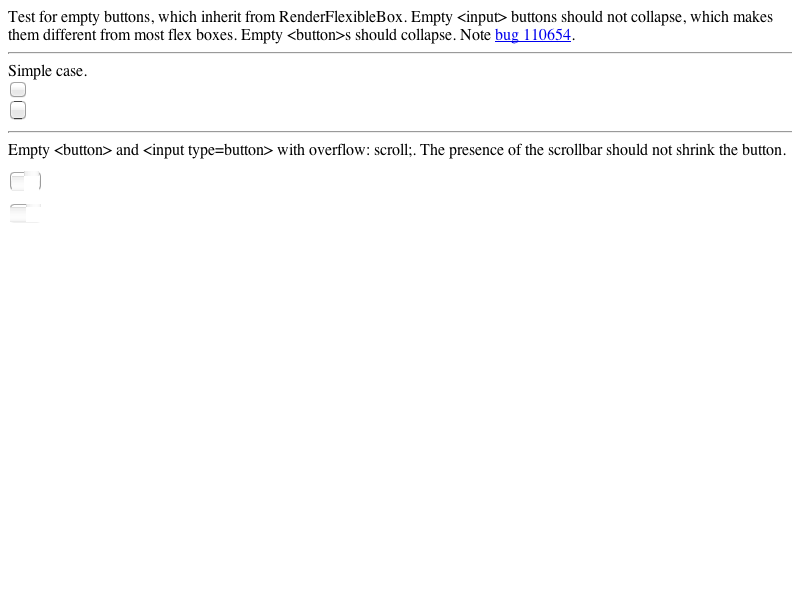 Test for empty buttons, which inherit from RenderFlexibleBox. Empty <input> buttons should not collapse, which makes
them different from most flex boxes. Empty <button>s should collapse. Note bug 110654.
Simple case.
Empty <button> and <input type=button> with overflow: scroll;. The presence of the scrollbar should not shrink the button.